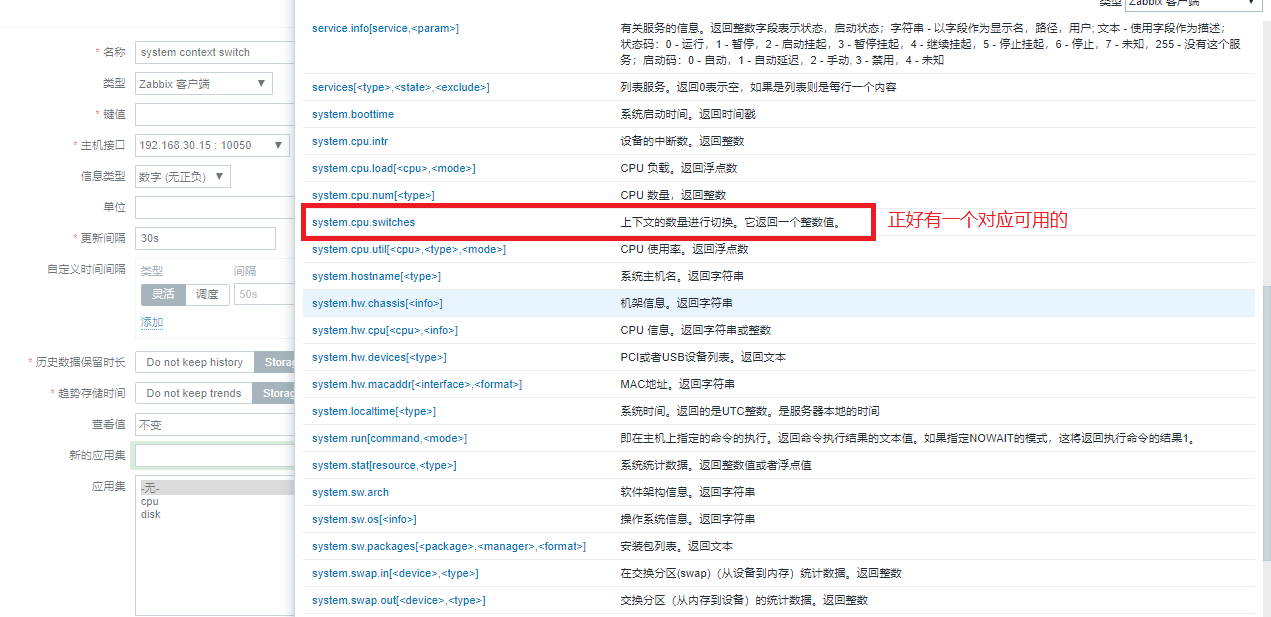 类型 Zabbix 客户端
* 名称 system context switch
类型 Zabbix 客户端 ▼
* 键值
* 主机接口 192.168.30.15 : 10050 ▼
信息类型 数字 (无正负) ▼
单位
* 更新间隔 30s
自定义时间间隔 类型 间隔
灵活 调度 50s
添加
* 历史数据保留时长 Do not keep history Storag
* 趋势存储时间 Do not keep trends Storag
查看值 不变
新的应用集
应用集 -无-
cpu
disk
service.info[service,<param>] 有关服务的信息。返回整数字段表示状态，启动状态；字符串 - 以字段作为显示名，路径，用户; 文本 - 使用字段作为描述；
状态码：0 - 运行，1 - 暂停，2 - 启动挂起，3 - 暂停挂起，4 - 继续挂起，5 - 停止挂起，6 - 停止，7 - 未知，255 - 没有这个服
务；启动码：0 - 自动，1 - 自动延迟，2 - 手动, 3 - 禁用，4 - 未知
services[<type>,<state>,<exclude>] 列表服务。返回0表示空，如果是列表则是每行一个内容
system.boottime 系统启动时间。返回时间戳
system.cpu.intr 设备的中断数。返回整数
system.cpu.load[<cpu>,<mode>] CPU 负载。返回浮点数
system.cpu.num[<type>] CPU 数量，返回整数
system.cpu.switches 上下文的数量进行切换。它返回一个整数值。 正好有一个对应可用的
system.cpu.util[<cpu>,<type>,<mode>] CPU 使用率。返回浮点数
system.hostname[<type>] 系统主机名。返回字符串
system.hw.chassis[<info>] 机架信息。返回字符串
system.hw.cpu[<cpu>,<info>] CPU 信息。返回字符串或整数
system.hw.devices[<type>] PCI或者USB设备列表。返回文本
system.hw.macaddr[<interface>,<format>] MAC地址。返回字符串
system.localtime[<type>] 系统时间。返回的是UTC整数。是服务器本地的时间
system.run[command,<mode>] 即在主机上指定的命令的执行。返回命令执行结果的文本值。如果指定NOWAIT的模式，这将返回执行命令的结果1。
system.stat[resource,<type>] 系统统计数据。返回整数值或者浮点值
system.sw.arch 软件架构信息。返回字符串
system.sw.os[<info>] 操作系统信息。返回字符串
system.sw.packages[<package>,<manager>,<format>] 安装包列表。返回文本
system.swap.in[<device>,<type>] 在交换分区(swap)（从设备到内存）统计数据。返回整数
system.swap.out[<device>,<type>] 交换分区（从内存到设备）的统计数据。返回整数